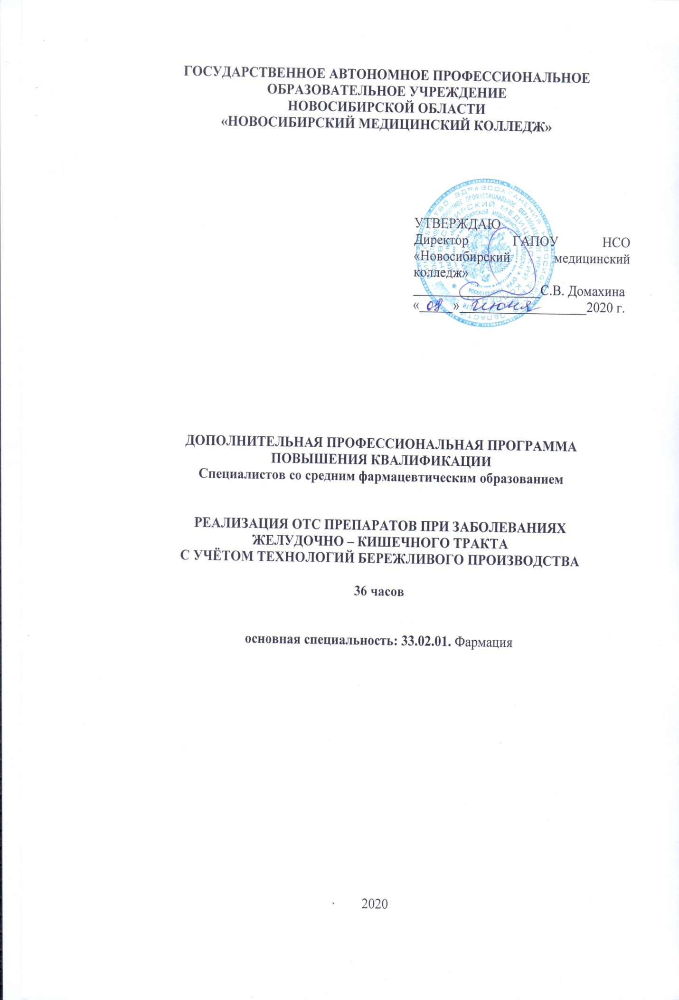 ГОСУДАРСТВЕННОЕ АВТОНОМНОЕ ПРОФЕССИОНАЛЬНОЕ
ОБРАЗОВАТЕЛЬНОЕ УЧРЕЖДЕНИЕ
НОВОСИБИРСКОЙ ОБЛАСТИ
«НОВОСИБИРСКИЙ МЕДИЦИНСКИЙ КОЛЛЕДЖ»
УТВЕРЖДАЮ
Директор ГАПОУ НСО
«Новосибирский медицинский
колледж»
С.В. Домахина
«09» июня 2020 г.
ДОПОЛНИТЕЛЬНАЯ ПРОФЕССИОНАЛЬНАЯ ПРОГРАММА
ПОВЫШЕНИЯ КВАЛИФИКАЦИИ
Специалистов со средним фармацевтическим образованием
РЕАЛИЗАЦИЯ ОТС ПРЕПАРАТОВ ПРИ ЗАБОЛЕВАНИЯХ
ЖЕЛУДОЧНО – КИШЕЧНОГО ТРАКТА
С УЧЁТОМ ТЕХНОЛОГИЙ БЕРЕЖЛИВОГО ПРОИЗВОДСТВА
36 часов
основная специальность: 33.02.01. Фармация
2020